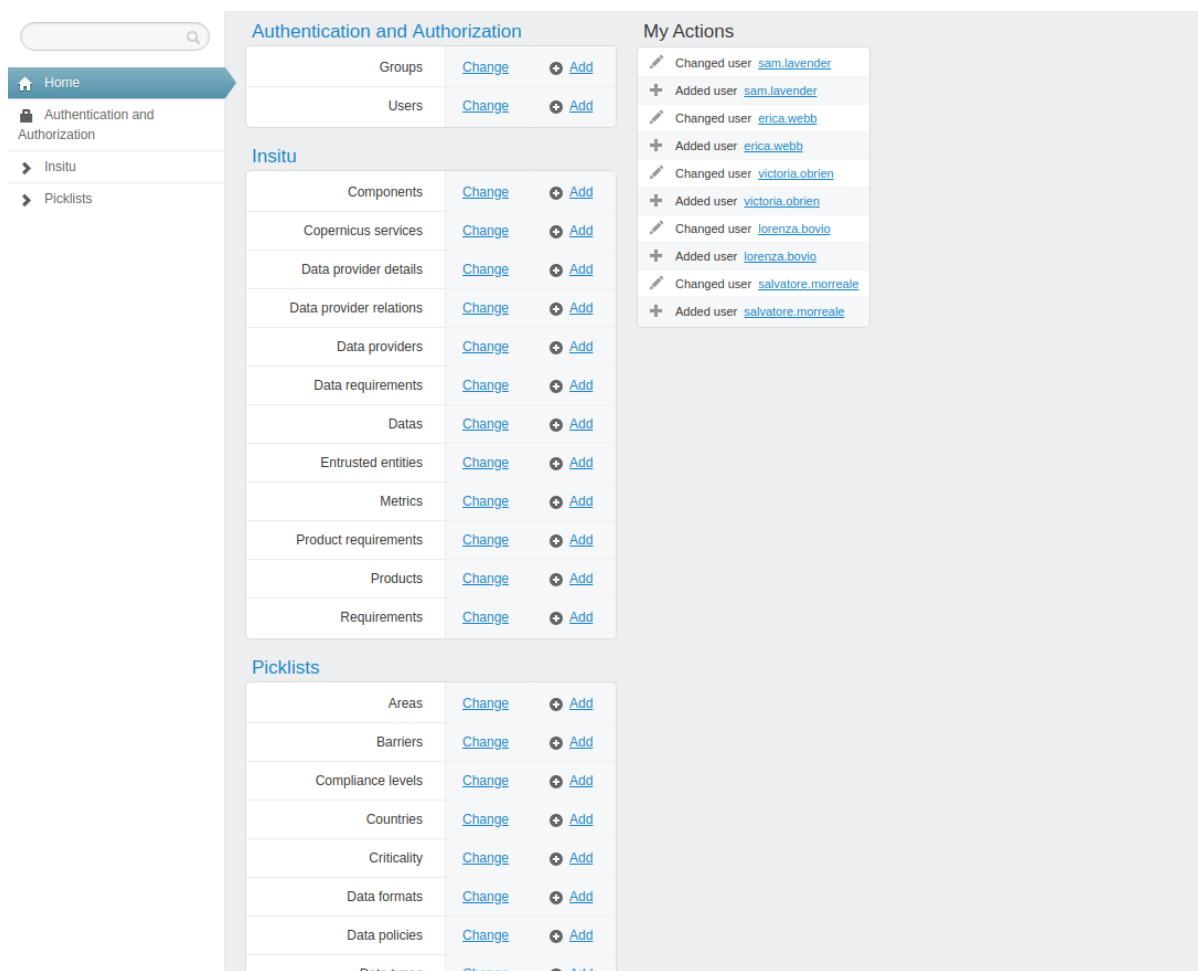 Home
Authentication and
Authorization
Insitu
Picklists
Authentication and Authorization
Groups Change Add
Users Change Add
Insitu
Components Change Add
Copernicus services Change Add
Data provider details Change Add
Data provider relations Change Add
Data providers Change Add
Data requirements Change Add
Datas Change Add
Entrusted entities Change Add
Metrics Change Add
Product requirements Change Add
Products Change Add
Requirements Change Add
Picklists
Areas Change Add
Barriers Change Add
Compliance levels Change Add
Countries Change Add
Criticality Change Add
Data formats Change Add
Data policies Change Add
Data types Change Add
My Actions
Changed user sam.lavender
Added user sam.lavender
Changed user erica.webb
Added user erica.webb
Changed user victoria.obrien
Added user victoria.obrien
Changed user lorenza.bovio
Added user lorenza.bovio
Changed user salvatore.morreale
Added user salvatore.morreale